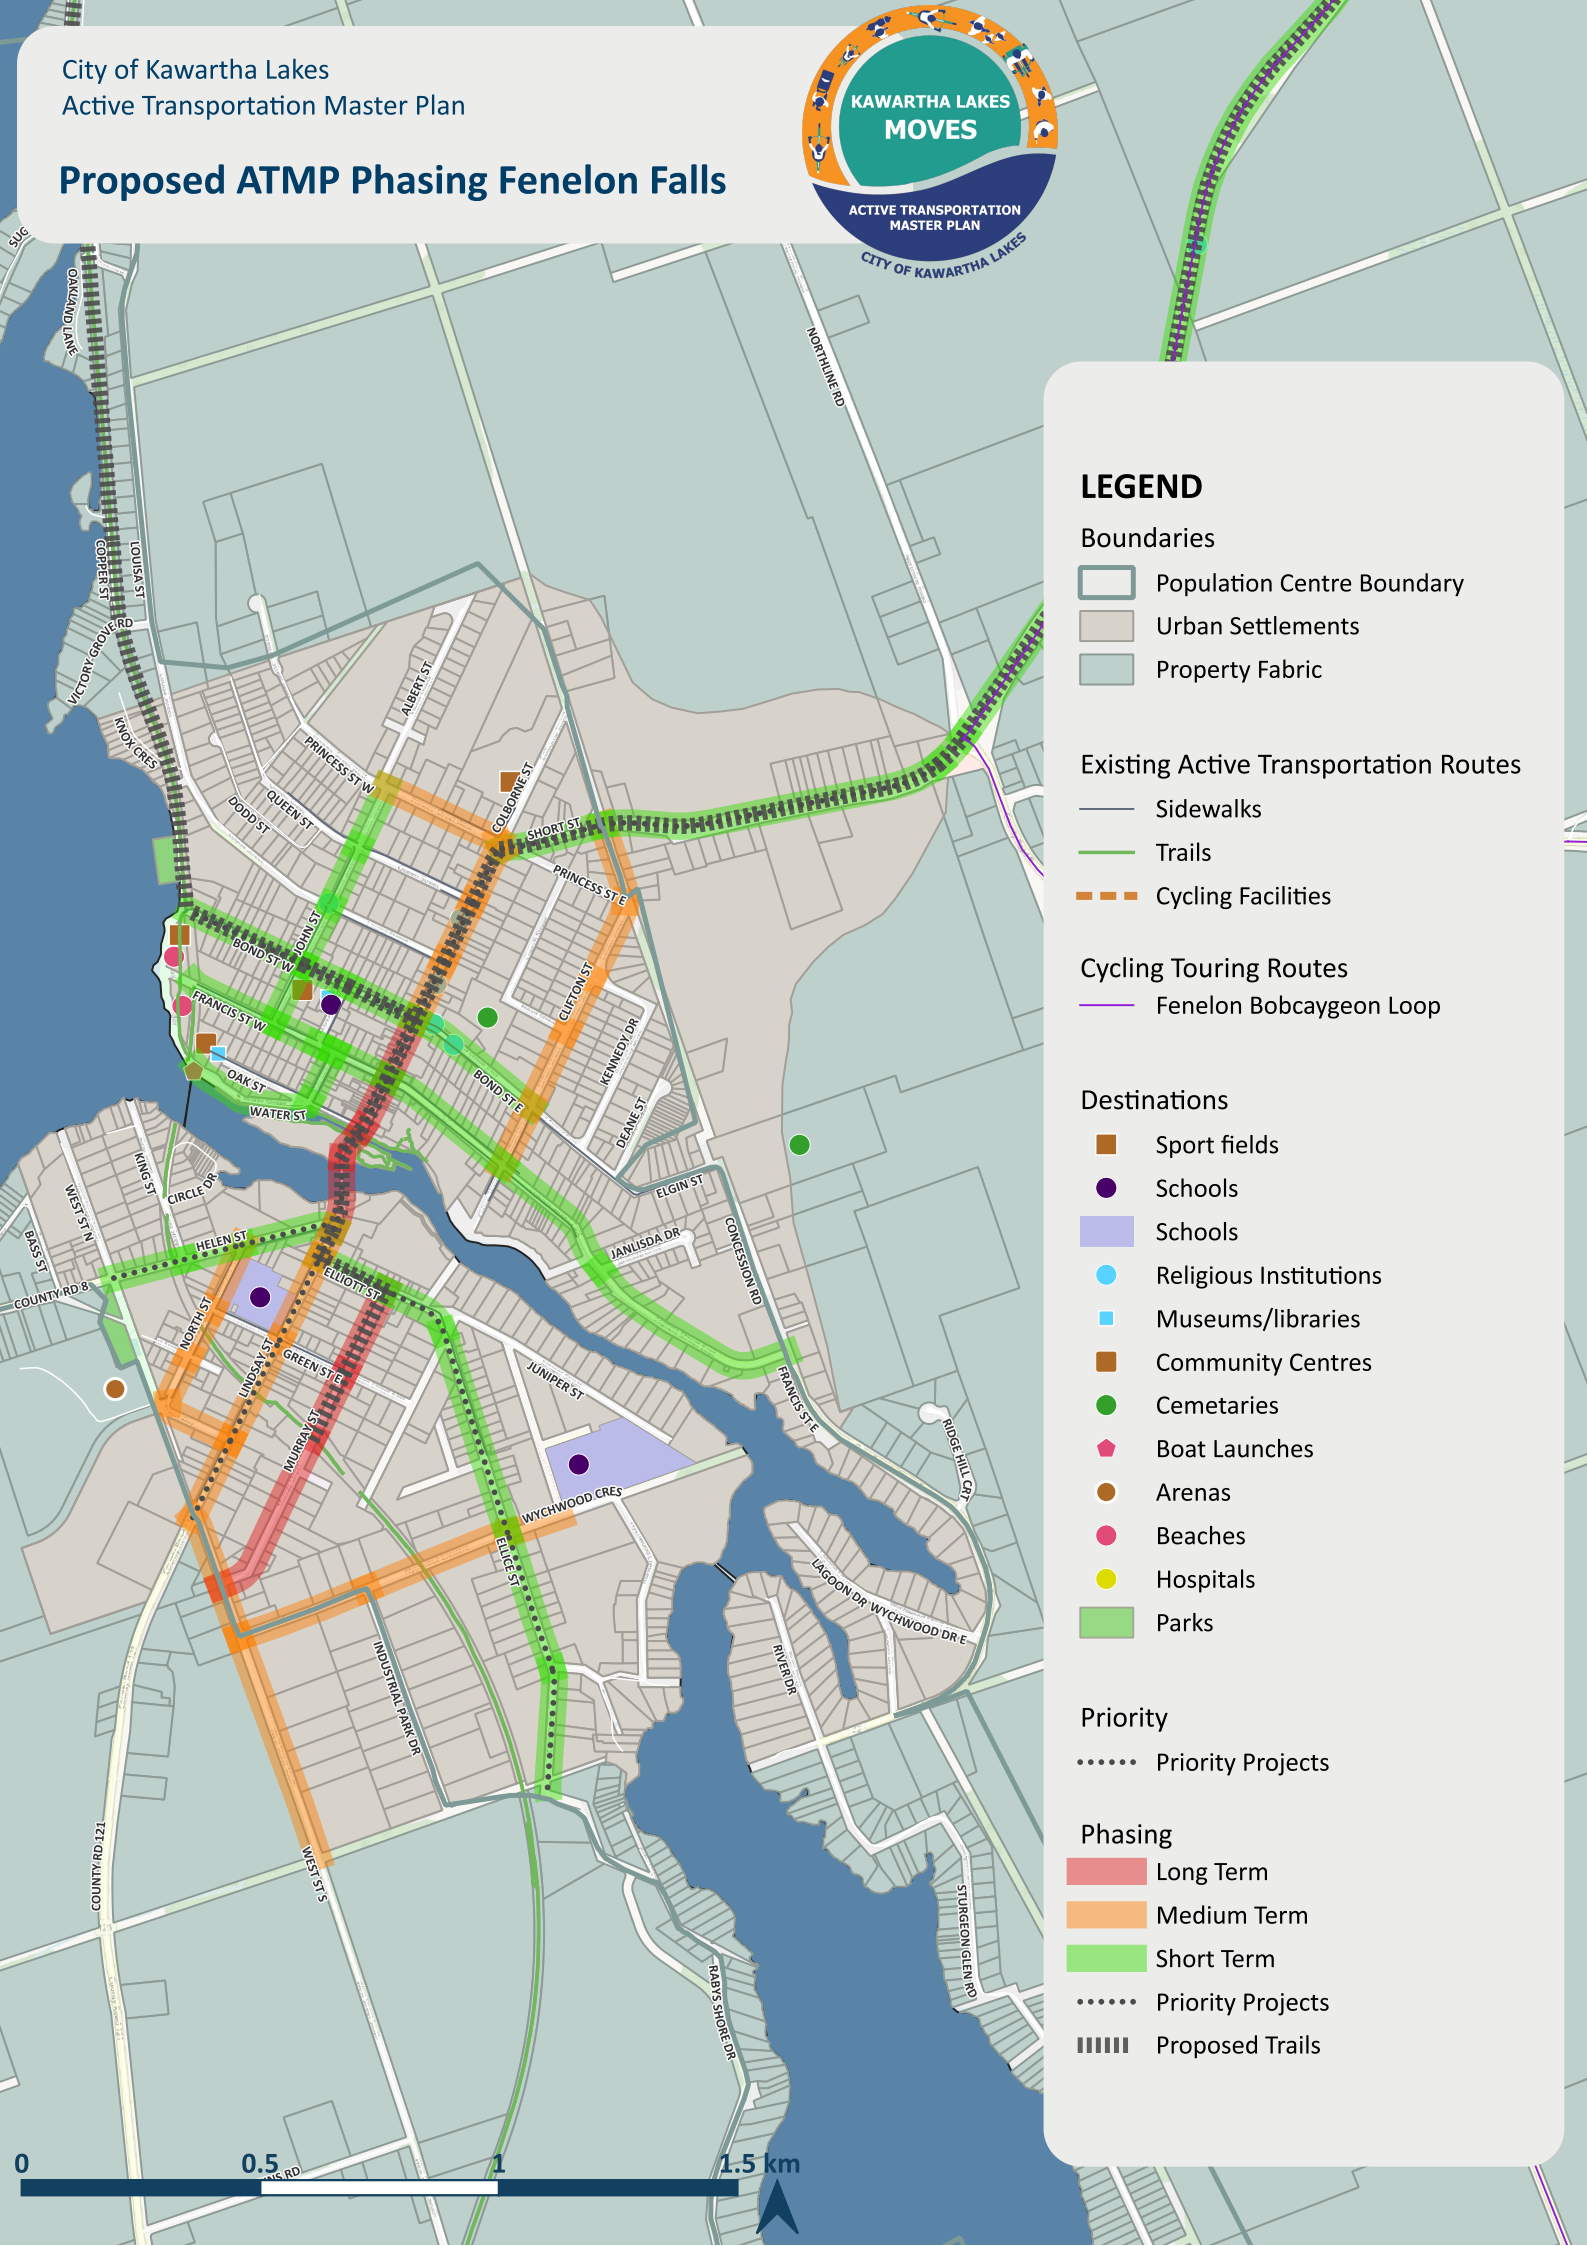 City of Kawartha Lakes
Active Transportation Master Plan
Proposed ATMP Phasing Fenelon Falls
KAWARTHA LAKES
MOVES
ACTIVE TRANSPORTATION
MASTER PLAN
CITY OF KAWARTHA LAKES
SUG
OAKLAND LANE
NORTHLINE RD
COPPER ST
LOUISA ST
VICTORY GROVE RD
KNOX CRES
ALBERT ST
PRINCESS ST W
QUEEN ST
DODD ST
COLBORNE ST
SHORT ST
PRINCESS ST E
JOHN ST
BOND ST W
FRANCIS ST W
CLIFTON ST
KENNEDY DR
OAK ST
WATER ST
BOND ST E
DEANE ST
ELGIN ST
KING ST
CIRCLE DR
WEST ST N
BASS ST
HELEN ST
COUNTY RD 8
ELLIOTT ST
JANLISDA DR
CONCESSION RD
NORTH ST
LINDSAY ST
GREEN ST E
MURRAY ST
JUNIPER ST
FRANCIS ST E
RIDGE HILL CRT
WYCHWOOD CRES
ELLICE ST
LAGOON DR
WYCHWOOD DR E
RIVER DR
INDUSTRIAL PARK DR
COUNTY RD 121
WEST ST S
STURGEON GLEN RD
RABYS SHORE DR
NS RD
0 0.5 1 1.5 km
LEGEND
Boundaries
Population Centre Boundary
Urban Settlements
Property Fabric
Existing Active Transportation Routes
Sidewalks
Trails
Cycling Facilities
Cycling Touring Routes
Fenelon Bobcaygeon Loop
Destinations
Sport fields
Schools
Schools
Religious Institutions
Museums/libraries
Community Centres
Cemetaries
Boat Launches
Arenas
Beaches
Hospitals
Parks
Priority
Priority Projects
Phasing
Long Term
Medium Term
Short Term
Priority Projects
Proposed Trails